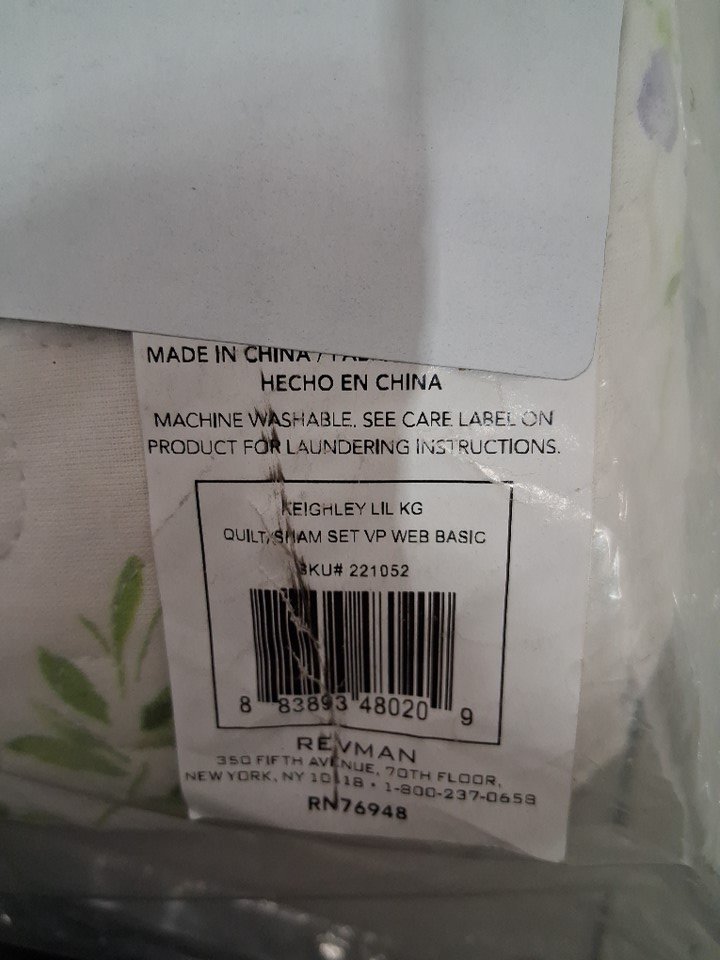 MADE IN CHINA /
HECHO EN CHINA
MACHINE WASHABLE. SEE CARE LABEL ON
PRODUCT FOR LAUNDERING INSTRUCTIONS.
KEIGHLEY LIL KG
QUILT/SHAM SET VP WEB BASIC
SKU# 221052
8 83893 48020 9
REVMAN
350 FIFTH AVENUE, 70TH FLOOR,
NEW YORK, NY 10118 • 1-800-237-0658
RN76948